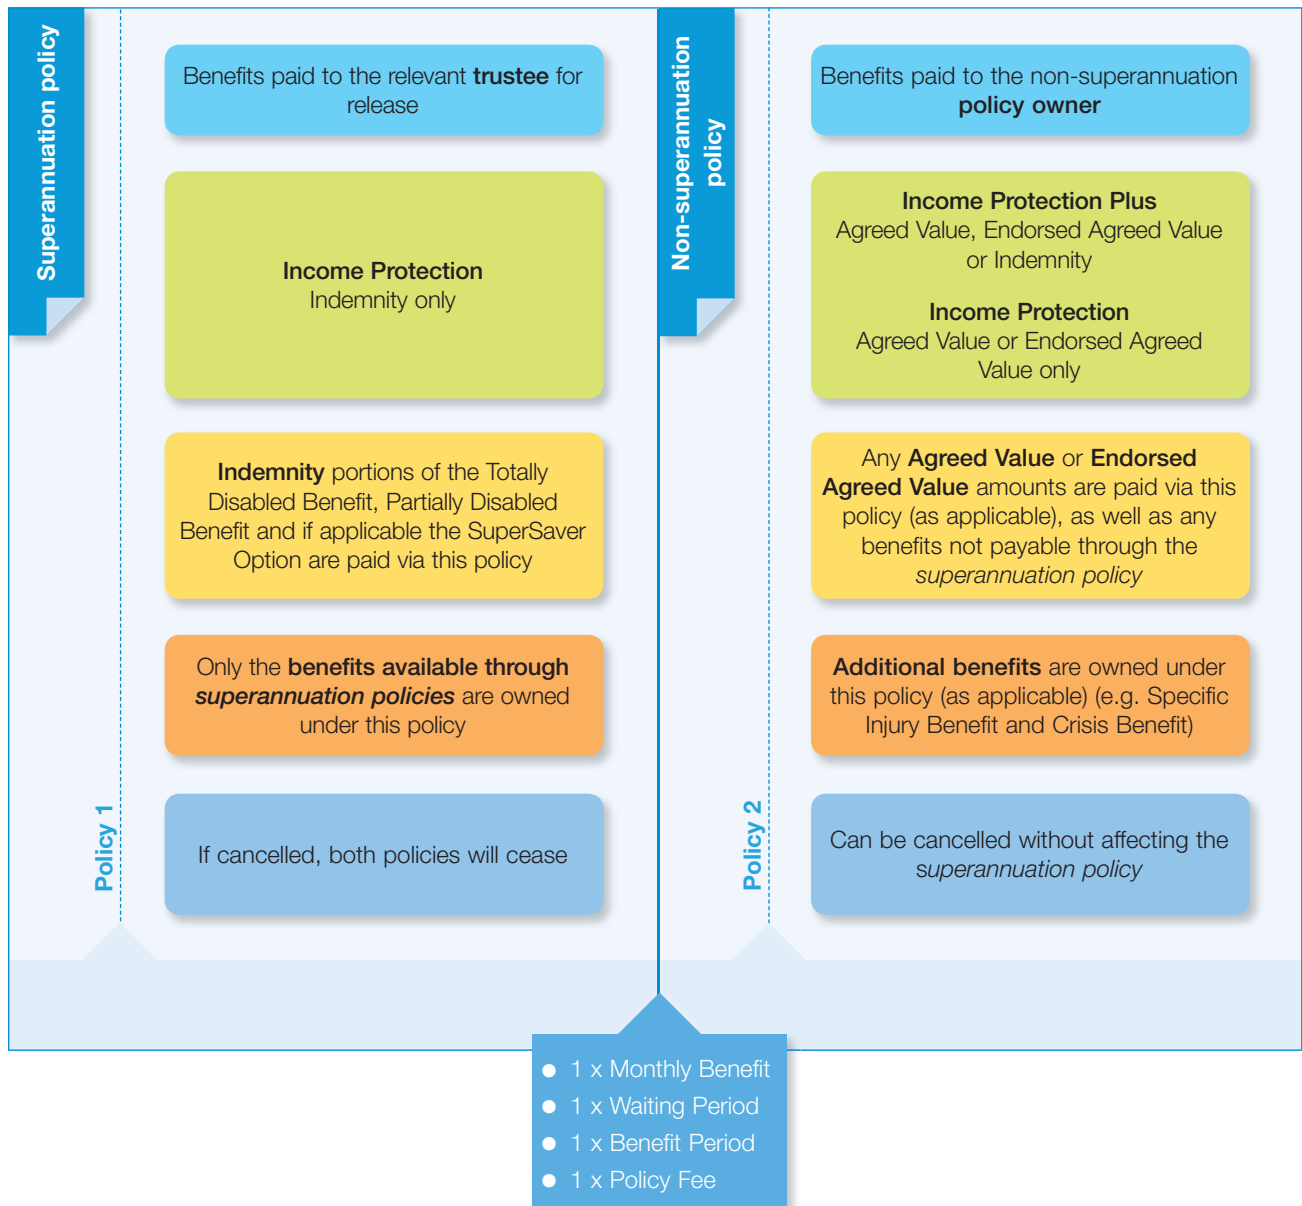 Superannuation policy
Benefits paid to the relevant trustee for
release
Income Protection
Indemnity only
Indemnity portions of the Totally
Disabled Benefit, Partially Disabled
Benefit and if applicable the SuperSaver
Option are paid via this policy
Only the benefits available through
superannuation policies are owned
under this policy
Policy 1
If cancelled, both policies will cease
Non-superannuation
policy
Benefits paid to the non-superannuation
policy owner
Income Protection Plus
Agreed Value, Endorsed Agreed Value
or Indemnity
Income Protection
Agreed Value or Endorsed Agreed
Value only
Any Agreed Value or Endorsed
Agreed Value amounts are paid via this
policy (as applicable), as well as any
benefits not payable through the
superannuation policy
Additional benefits are owned under
this policy (as applicable) (e.g. Specific
Injury Benefit and Crisis Benefit)
Policy 2
Can be cancelled without affecting the
superannuation policy
● 1 x Monthly Benefit
● 1 x Waiting Period
● 1 x Benefit Period
● 1 x Policy Fee